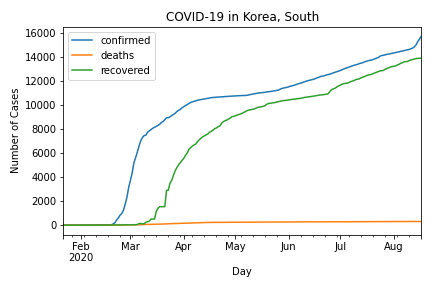 COVID-19 in Korea, South
confirmed
deaths
recovered
Number of Cases
16000
14000
12000
10000
8000
6000
4000
2000
0
Feb Mar Apr May Jun Jul Aug
2020
Day